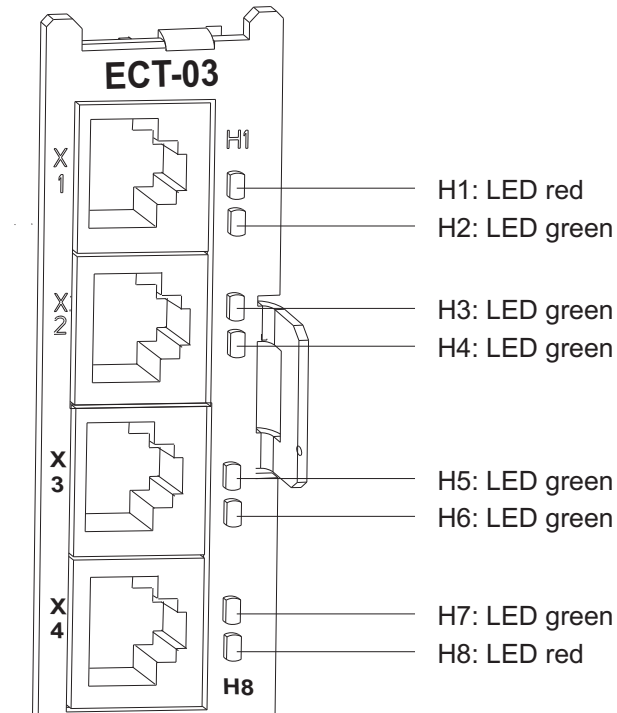 ECT-03
H1
X
1
H1: LED red
H2: LED green
X
2
H3: LED green
H4: LED green
X
3
H5: LED green
H6: LED green
X
4
H7: LED green
H8: LED red
H8